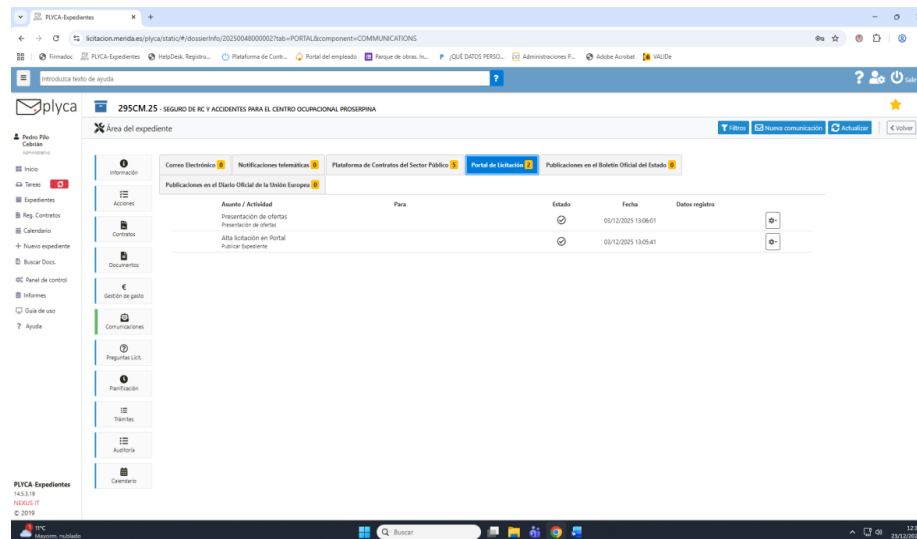 PLYCA-Expedientes
licitacion.merida.es/plyca/static/#/dossierInfo/20250048000002?tab=PORTAL&component=COMMUNICATIONS
Firmadoc PLYCA-Expedientes HelpDesk. Registro... Plataforma de Contr... Portal del empleado Parque de obras. In... ¿QUÉ DATOS PERSO... Administraciones P... Adobe Acrobat VALIDe
Introduzca texto de ayuda ? ?
plyca
295CM.25 - SEGURO DE RC Y ACCIDENTES PARA EL CENTRO OCUPACIONAL PROSERPINA
Área del expediente Filtros Nueva comunicación Actualizar Volver
Pedro Pilo
Cebrián
Administrativo
Inicio
Tareas
Expedientes
Reg. Contratos
Calendario
Nuevo expediente
Buscar Docs.
Panel de control
Informes
Guía de uso
Ayuda
Información
Acciones
Contratos
Documentos
Gestión de gasto
Comunicaciones
Preguntas Licit.
Planificación
Trámites
Auditoría
Calendario
Correo Electrónico 0 Notificaciones telemáticas 0 Plataforma de Contratos del Sector Público 5 Portal de Licitación 2 Publicaciones en el Boletín Oficial del Estado 0
Publicaciones en el Diario Oficial de la Unión Europea 0
Asunto / Actividad Para Estado Fecha Datos registro
Presentación de ofertas 03/12/2025 13:06:01
Presentación de ofertas
Alta licitación en Portal 03/12/2025 13:05:41
Publicar Expediente
PLYCA-Expedientes
14.5.3.19
NEXUS IT
© 2019
11°C
Mayorm. nublado
Buscar